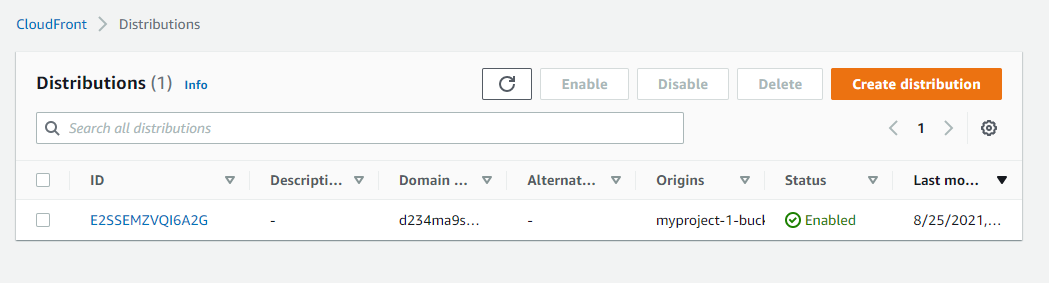 CloudFront > Distributions
Distributions (1) Info Enable Disable Delete Create distribution
Search all distributions 1
ID Descripti... Domain ... Alternat... Origins Status Last mo...
E2SSEMZVQI6A2G - d234ma9s... - myproject-1-buck Enabled 8/25/2021,...